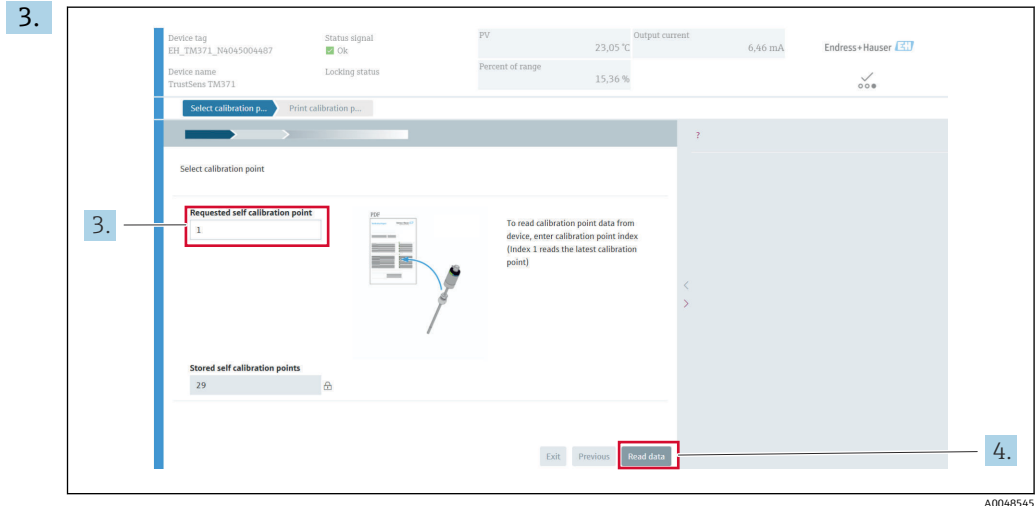 3.
Device tag
EH_TM371_N4045004487
Status signal
Ok
PV
23,05 °C
Output current
6,46 mA
Endress+Hauser EH
Device name
TrustSens TM371
Locking status
Percent of range
15,36 %
Select calibration p...
Print calibration p...
?
Select calibration point
3.
Requested self calibration point
1
PDF
To read calibration point data from
device, enter calibration point index
(Index 1 reads the latest calibration
point)
<
>
Stored self calibration points
29
Exit
Previous
Read data
4.
A0048545